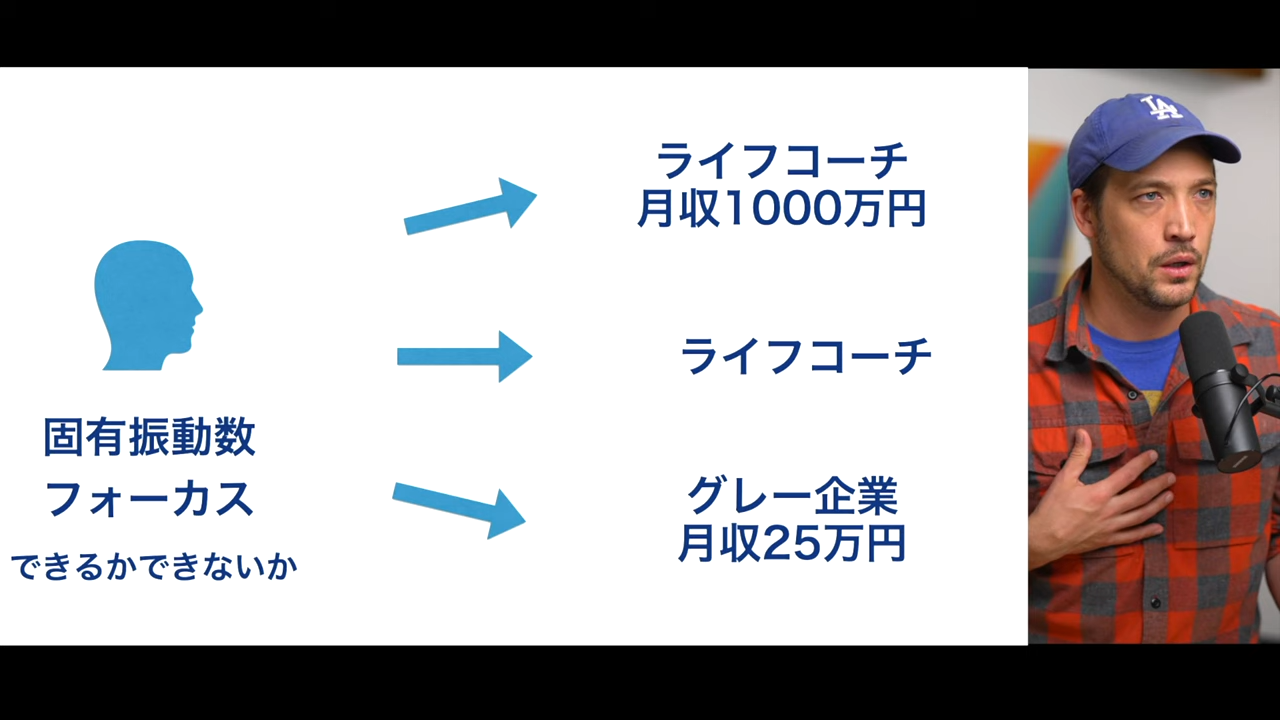 ライフコーチ
月収1000万円
固有振動数
フォーカス
できるかできないか
ライフコーチ
グレー企業
月収25万円
LA